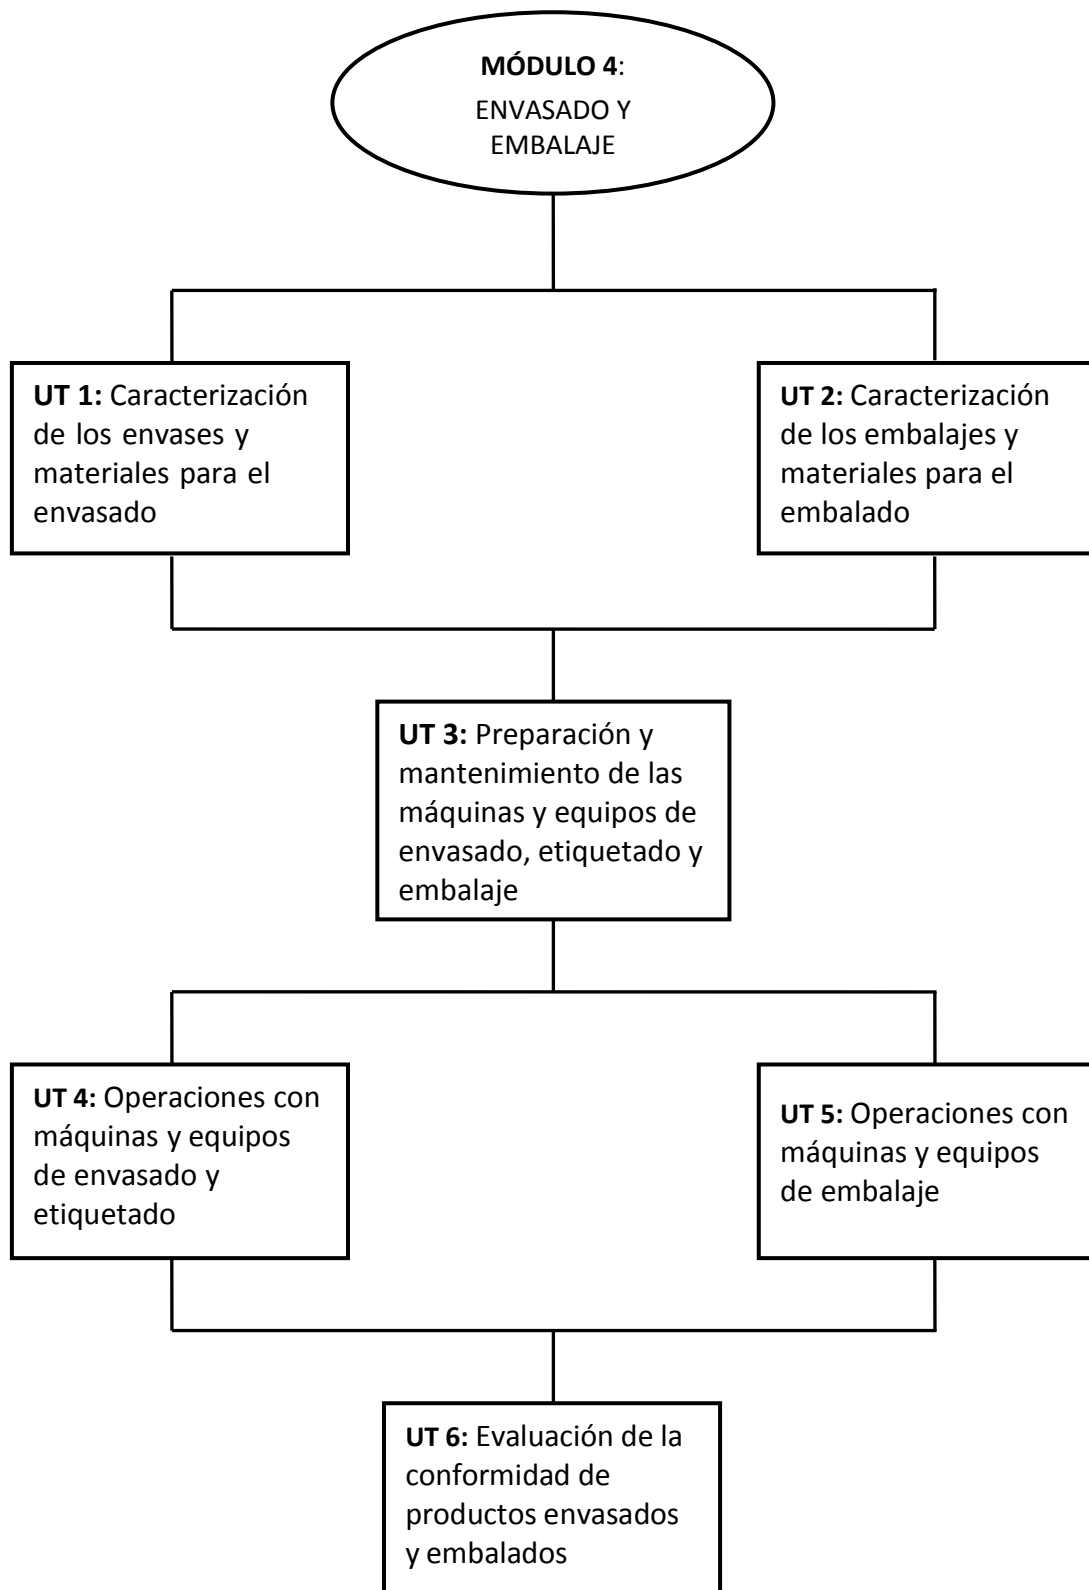 MÓDULO 4:
ENVASADO Y
EMBALAJE
UT 1: Caracterización
de los envases y
materiales para el
envasado
UT 2: Caracterización
de los embalajes y
materiales para el
embalado
UT 3: Preparación y
mantenimiento de las
máquinas y equipos de
envasado, etiquetado y
embalaje
UT 4: Operaciones con
máquinas y equipos
de envasado y
etiquetado
UT 5: Operaciones con
máquinas y equipos
de embalaje
UT 6: Evaluación de la
conformidad de
productos envasados
y embalados